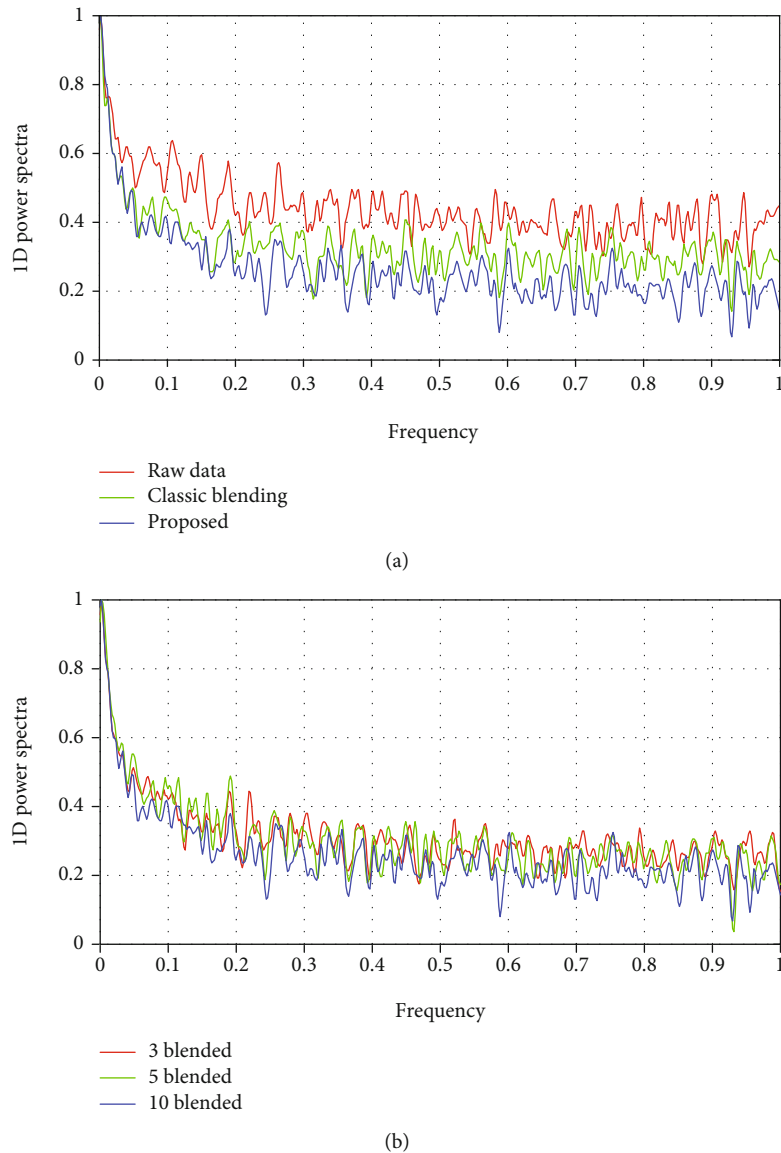 1
0.8
0.6
0.4
0.2
0
1D power spectra
0 0.1 0.2 0.3 0.4 0.5 0.6 0.7 0.8 0.9 1
Frequency
Raw data
Classic blending
Proposed
(a)
1
0.8
0.6
0.4
0.2
0
1D power spectra
0 0.1 0.2 0.3 0.4 0.5 0.6 0.7 0.8 0.9 1
Frequency
3 blended
5 blended
10 blended
(b)